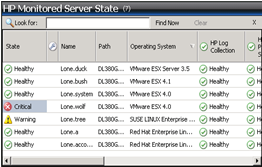 HP Monitored Server State (7)
Look for: Find Now Clear X
State Name Path Operating System HP Log Collection
Healthy Lone.duck DL380G... VMware ESX Server 3.5 Healthy
Healthy Lone.bush DL380G... VMware ESX 4.1 Healthy
Healthy Lone.system DL380G... VMware ESX 4.0 Healthy
Critical Lone.wolf DL380G... VMware ESX 4.0 Healthy
Warning Lone.tree DL380G... SUSE LINUX Enterprise ... Healthy
Healthy Lone.a DL380G... Red Hat Enterprise Lin... Healthy
Healthy Lone.acco... DL380G... Red Hat Enterprise Lin... Healthy